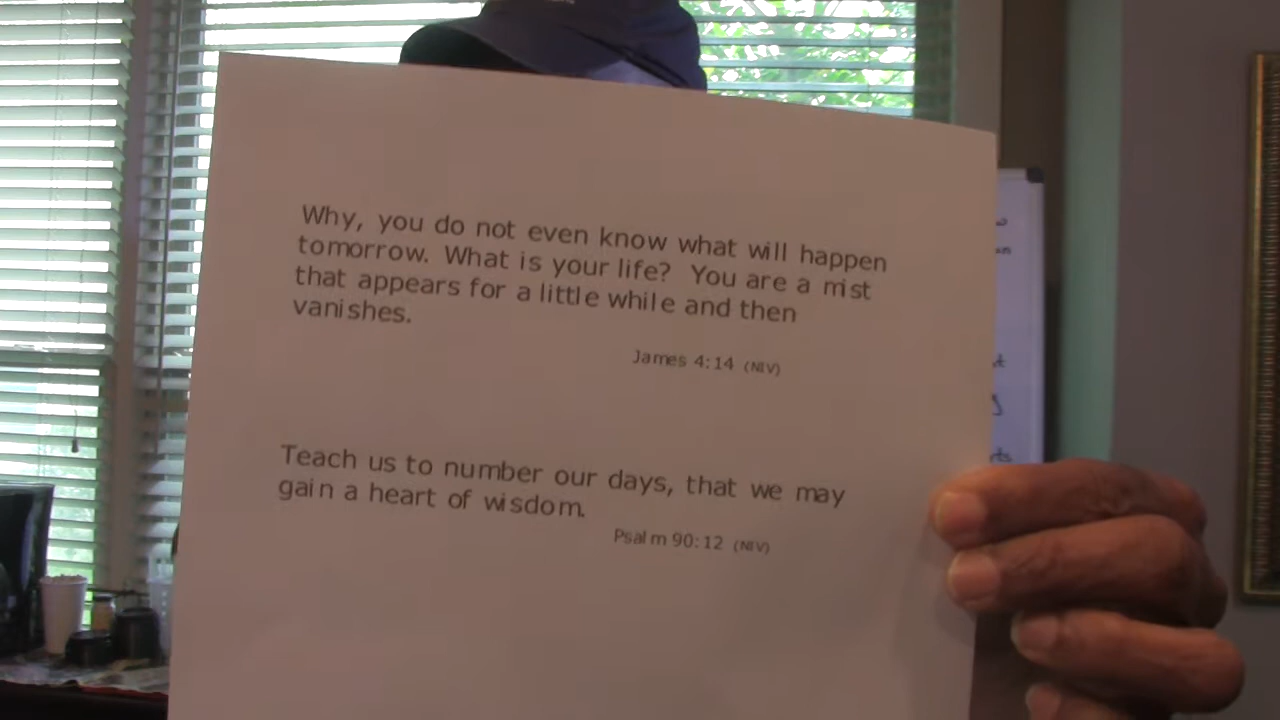 Why, you do not even know what will happen
tomorrow. What is your life? You are a mist
that appears for a little while and then
vanishes.
James 4:14 (NIV)
Teach us to number our days, that we may
gain a heart of wisdom.
Psalm 90:12 (NIV)